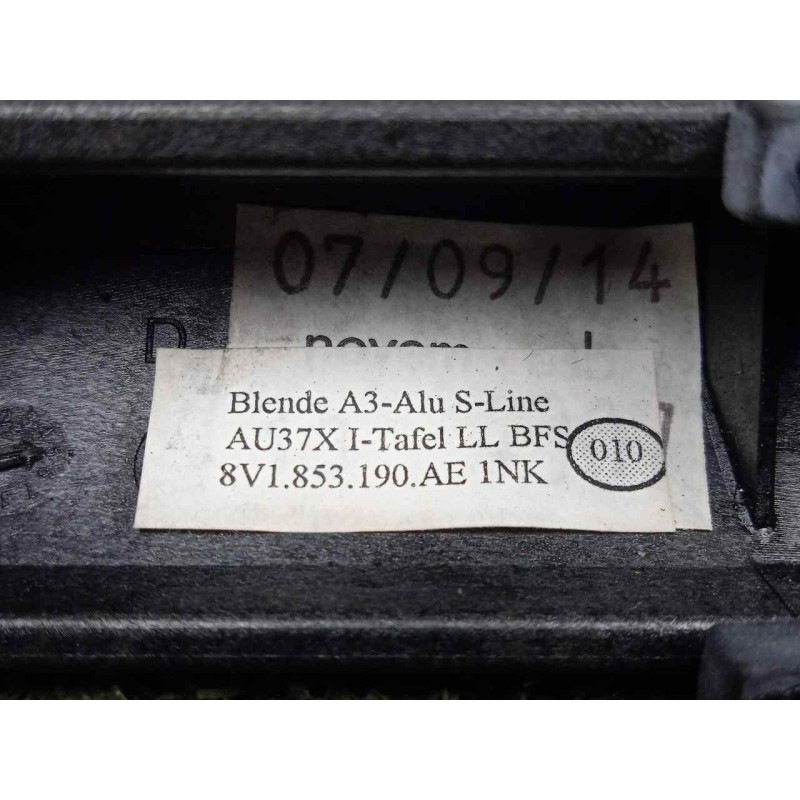 07/09/14
Blende A3-Alu S-Line
AU37X I-Tafel LL BFS
010
8V1.853.190.AE 1NK